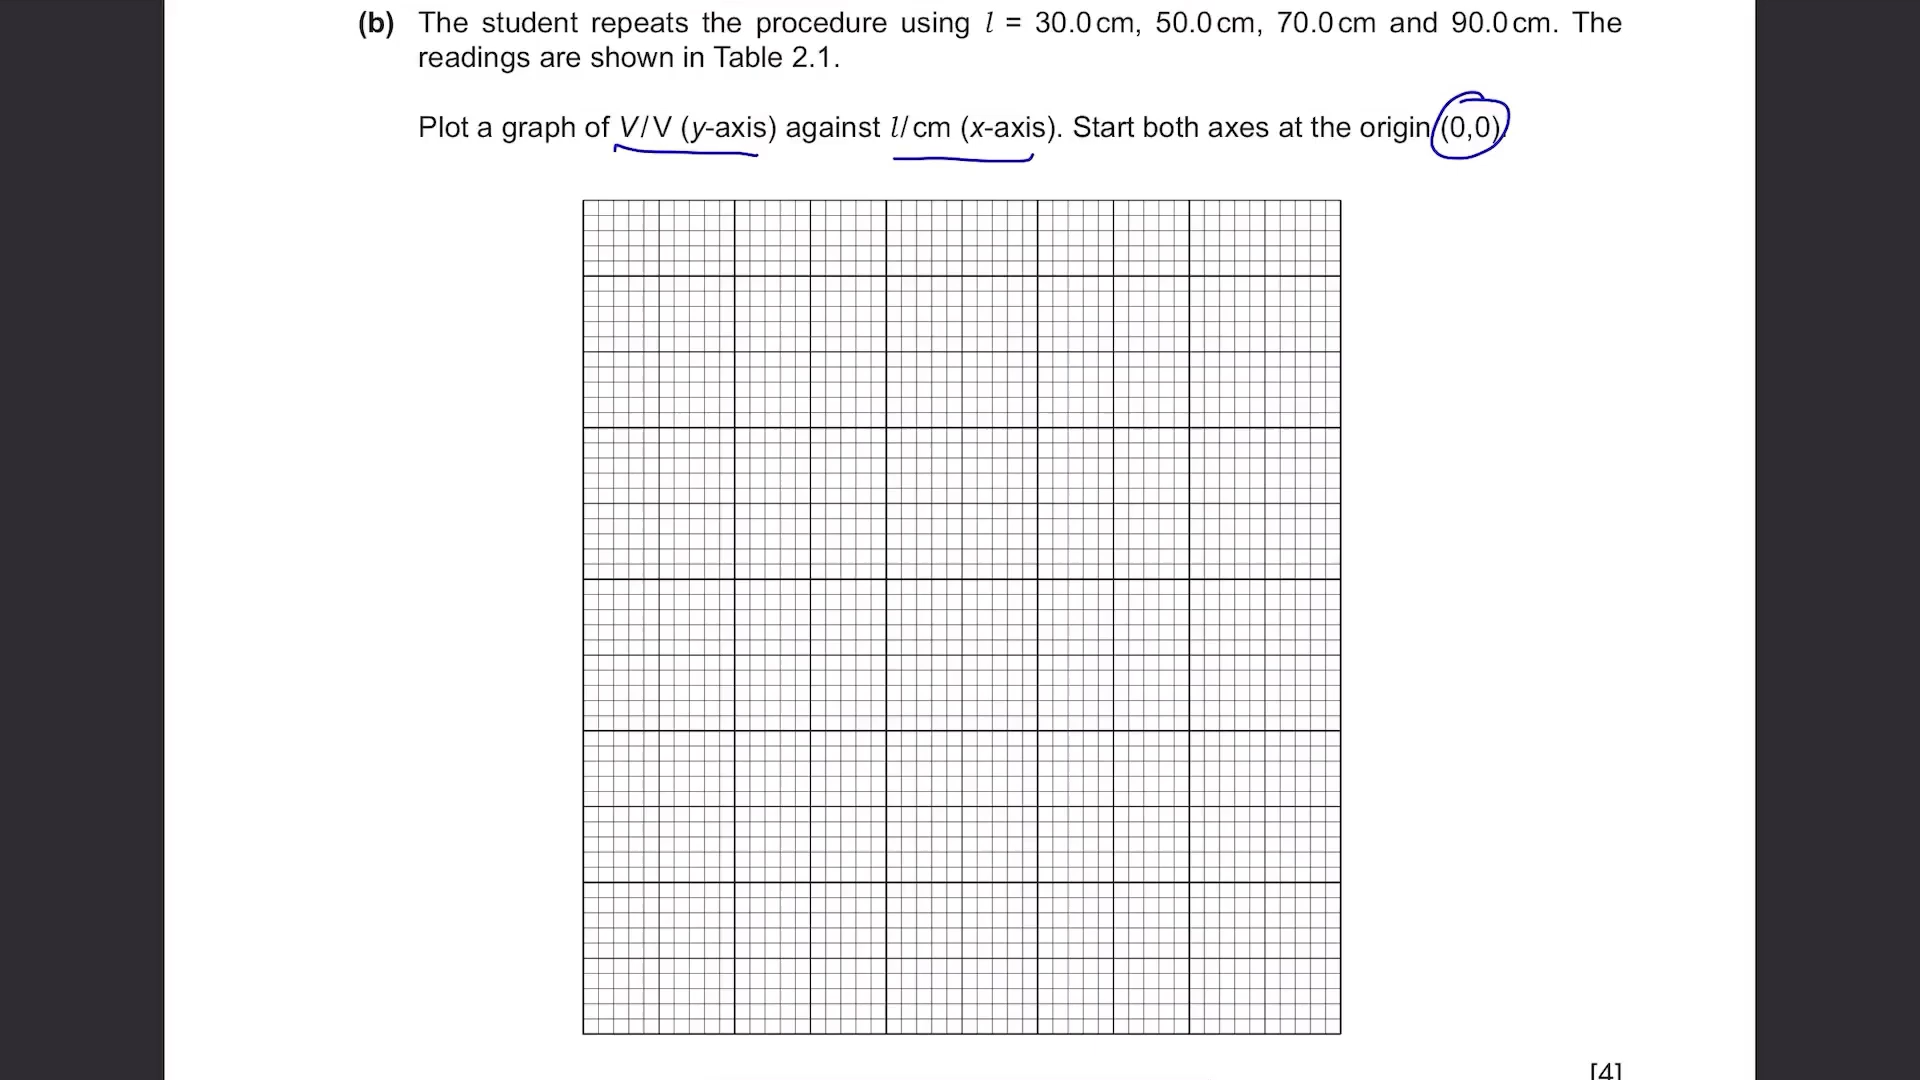 (b) The student repeats the procedure using l = 30.0 cm, 50.0 cm, 70.0 cm and 90.0 cm. The
readings are shown in Table 2.1.
Plot a graph of V/V (y-axis) against l/cm (x-axis). Start both axes at the origin (0,0).
[4]